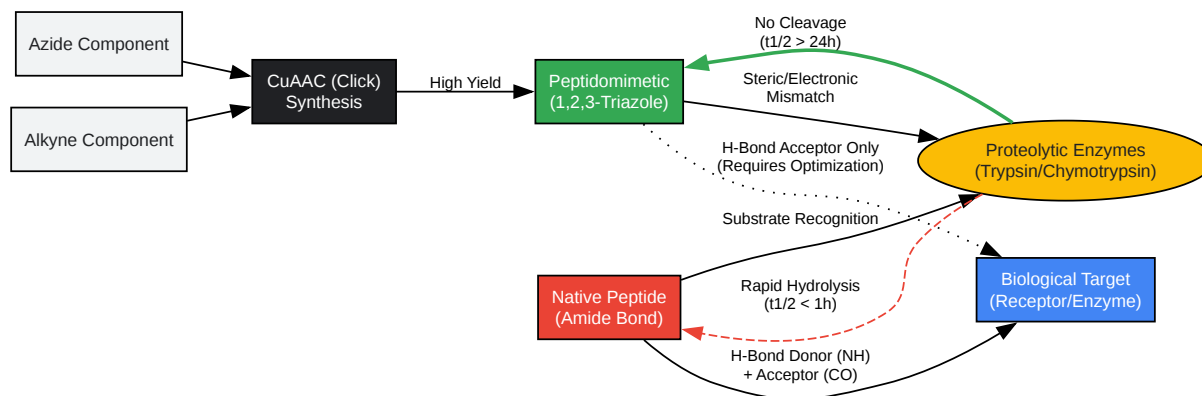 Azide Component
Alkyne Component
CuAAC (Click)
Synthesis
High Yield
Peptidomimetic
(1,2,3-Triazole)
No Cleavage
(t1/2 > 24h)
Steric/Electronic
Mismatch
H-Bond Acceptor Only
(Requires Optimization)
Proteolytic Enzymes
(Trypsin/Chymotrypsin)
Substrate Recognition
Native Peptide
(Amide Bond)
Rapid Hydrolysis
(t1/2 < 1h)
Biological Target
(Receptor/Enzyme)
H-Bond Donor (NH)
+ Acceptor (CO)